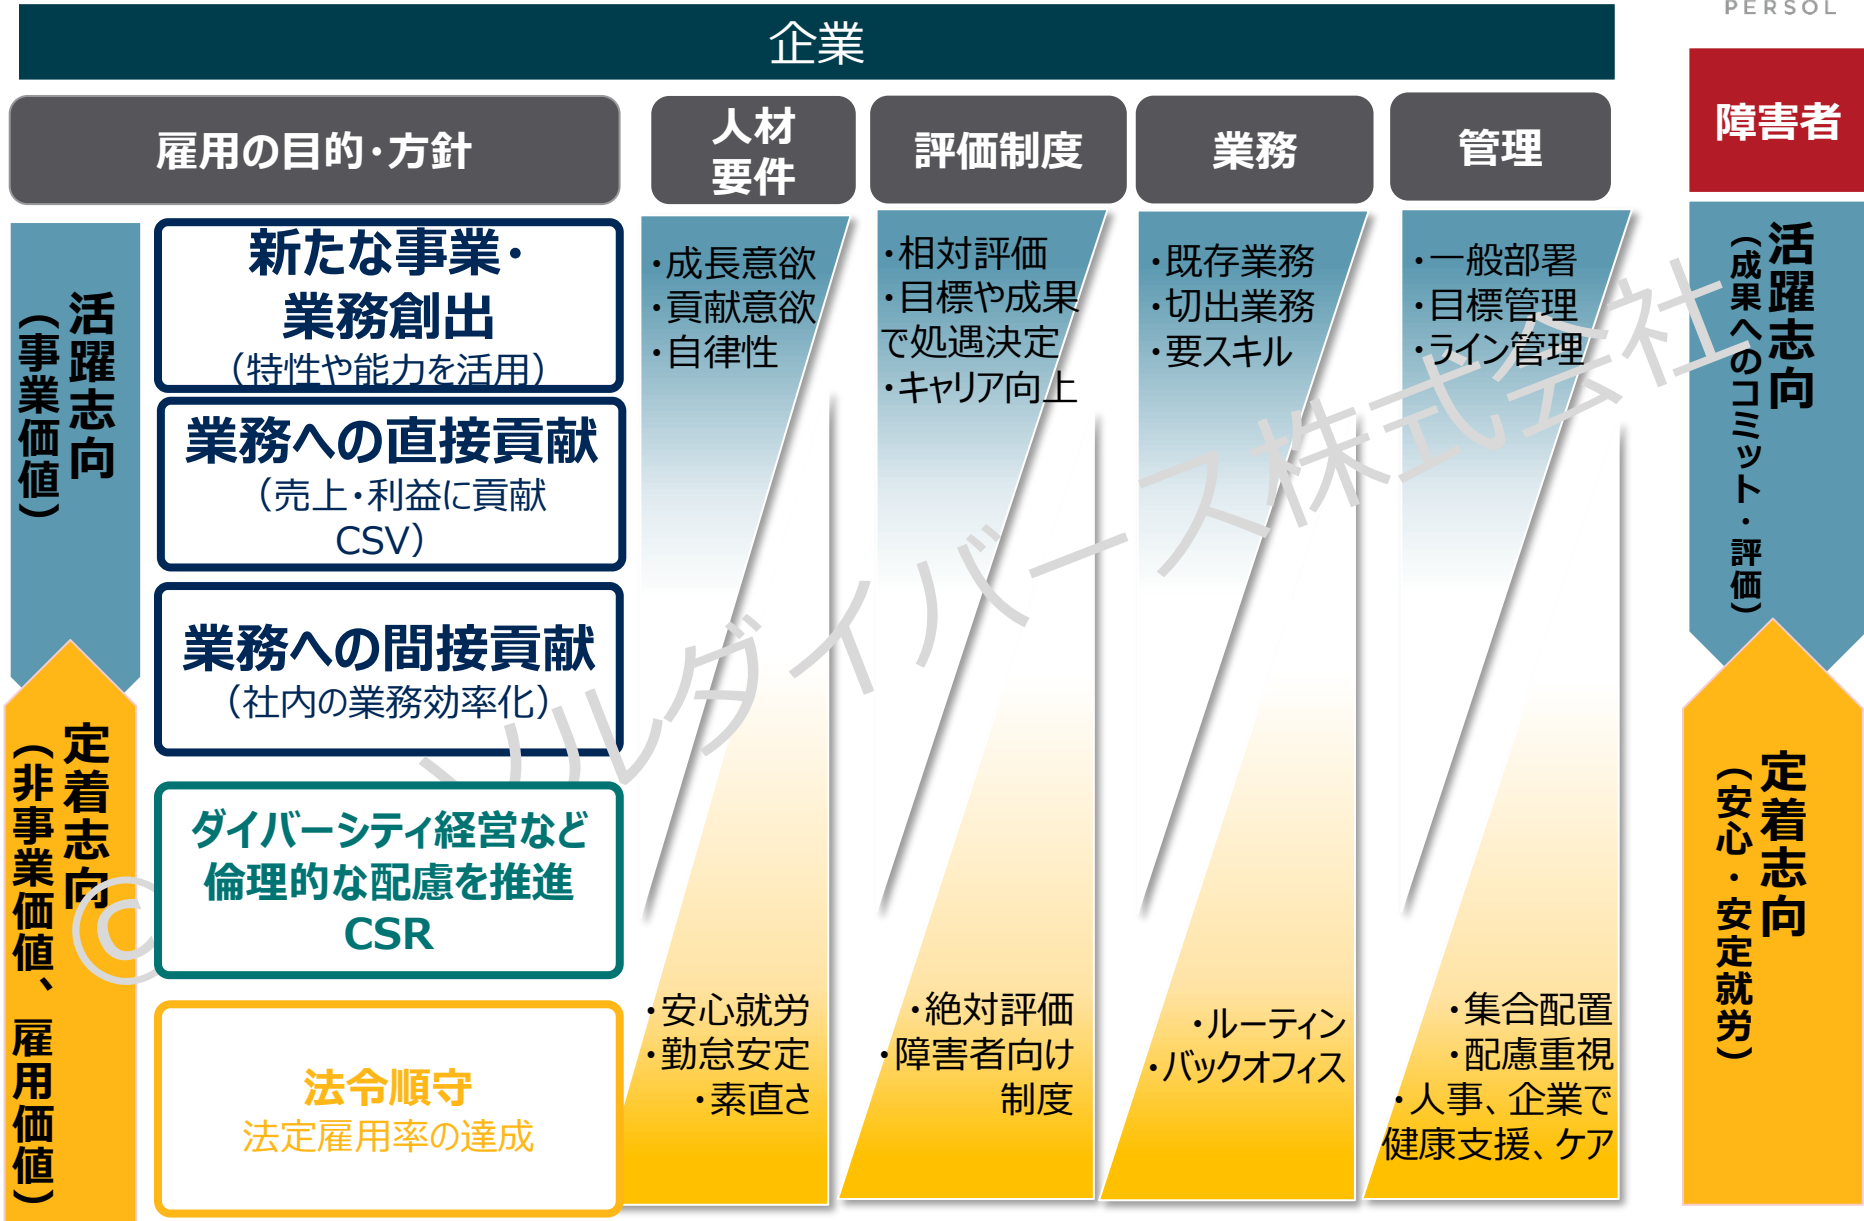 PERSOL
企業
障害者
雇用の目的・方針
人材
要件
評価制度
業務
管理
活躍志向
（事業価値）
新たな事業・
業務創出
（特性や能力を活用）
業務への直接貢献
（売上・利益に貢献
CSV）
業務への間接貢献
（社内の業務効率化）
定着志向
（非事業価値、雇用価値）
ダイバーシティ経営など
倫理的な配慮を推進
CSR
法令順守
法定雇用率の達成
・成長意欲
・貢献意欲
・自律性
・安心就労
・勤怠安定
・素直さ
・相対評価
・目標や成果
で処遇決定
・キャリア向上
・絶対評価
・障害者向け
制度
・既存業務
・切出業務
・要スキル
・ルーティン
・バックオフィス
・一般部署
・目標管理
・ライン管理
・集合配置
・配慮重視
・人事、企業で
健康支援、ケア
活躍志向
（成果へのコミット・評価）
定着志向
（安心・安定就労）
©
ソルダイバース株式会社